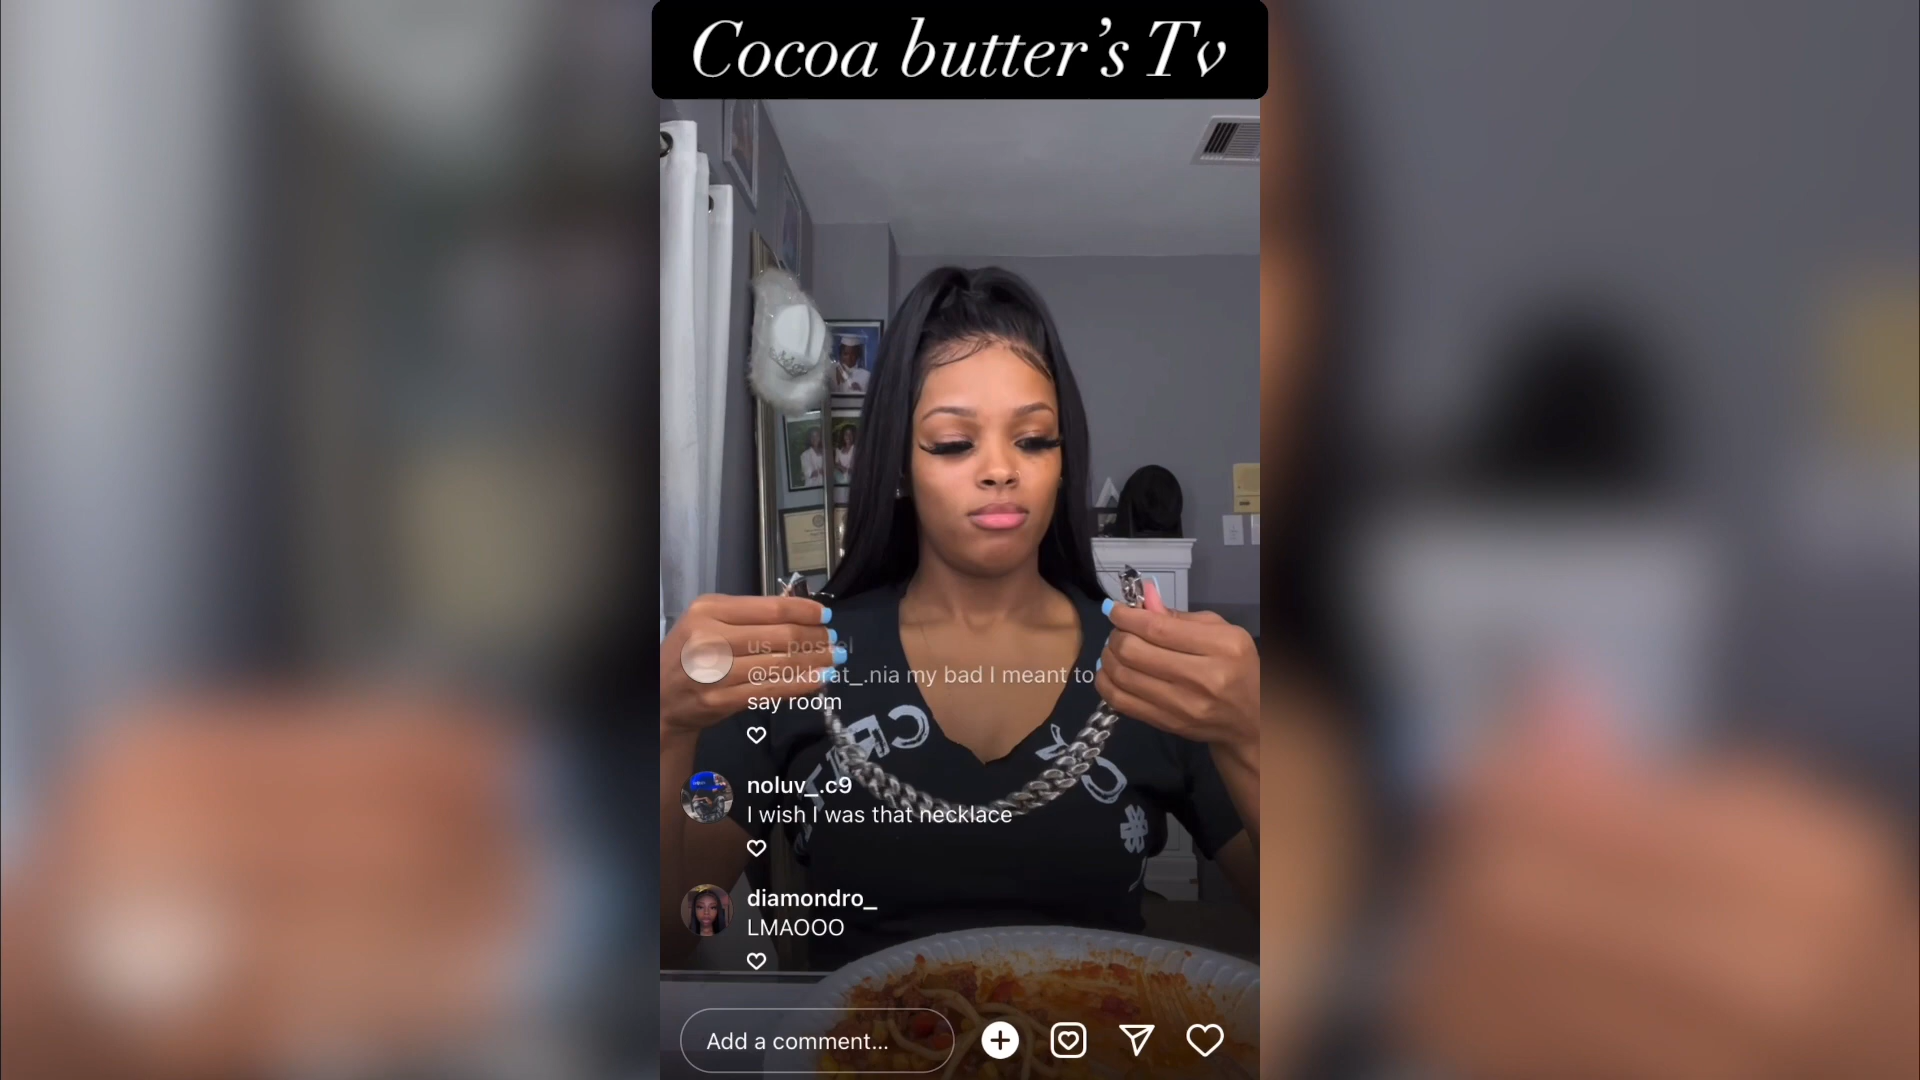 Cocoa butter's Tv
us_postel
@50kbrat_.nia my bad I meant to
say room
noluv_.c9
I wish I was that necklace
diamondro_
LMAOOO
Add a comment...